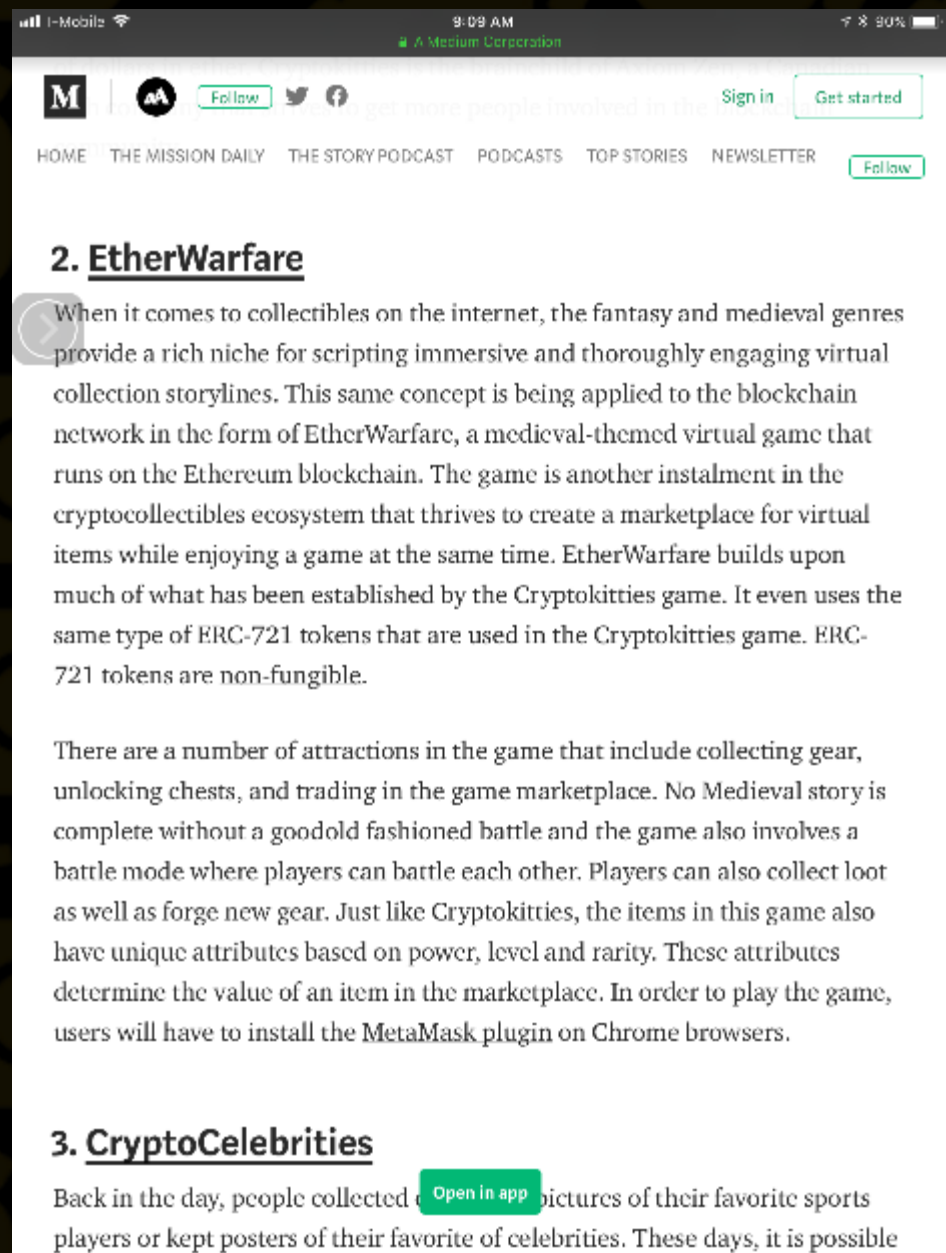 I-Mobile 9:09 AM 90%
A Medium Corporation
M Follow Sign in Get started
to get more people involved in the
HOME THE MISSION DAILY THE STORY PODCAST PODCASTS TOP STORIES NEWSLETTER Follow
2. EtherWarfare
When it comes to collectibles on the internet, the fantasy and medieval genres
provide a rich niche for scripting immersive and thoroughly engaging virtual
collection storylines. This same concept is being applied to the blockchain
network in the form of EtherWarfare, a medieval-themed virtual game that
runs on the Ethereum blockchain. The game is another instalment in the
cryptocollectibles ecosystem that thrives to create a marketplace for virtual
items while enjoying a game at the same time. EtherWarfare builds upon
much of what has been established by the Cryptokitties game. It even uses the
same type of ERC-721 tokens that are used in the Cryptokitties game. ERC-
721 tokens are non-fungible.
There are a number of attractions in the game that include collecting gear,
unlocking chests, and trading in the game marketplace. No Medieval story is
complete without a goodold fashioned battle and the game also involves a
battle mode where players can battle each other. Players can also collect loot
as well as forge new gear. Just like Cryptokitties, the items in this game also
have unique attributes based on power, level and rarity. These attributes
determine the value of an item in the marketplace. In order to play the game,
users will have to install the MetaMask plugin on Chrome browsers.
3. CryptoCelebrities
Back in the day, people collected Open in app pictures of their favorite sports
players or kept posters of their favorite of celebrities. These days, it is possible